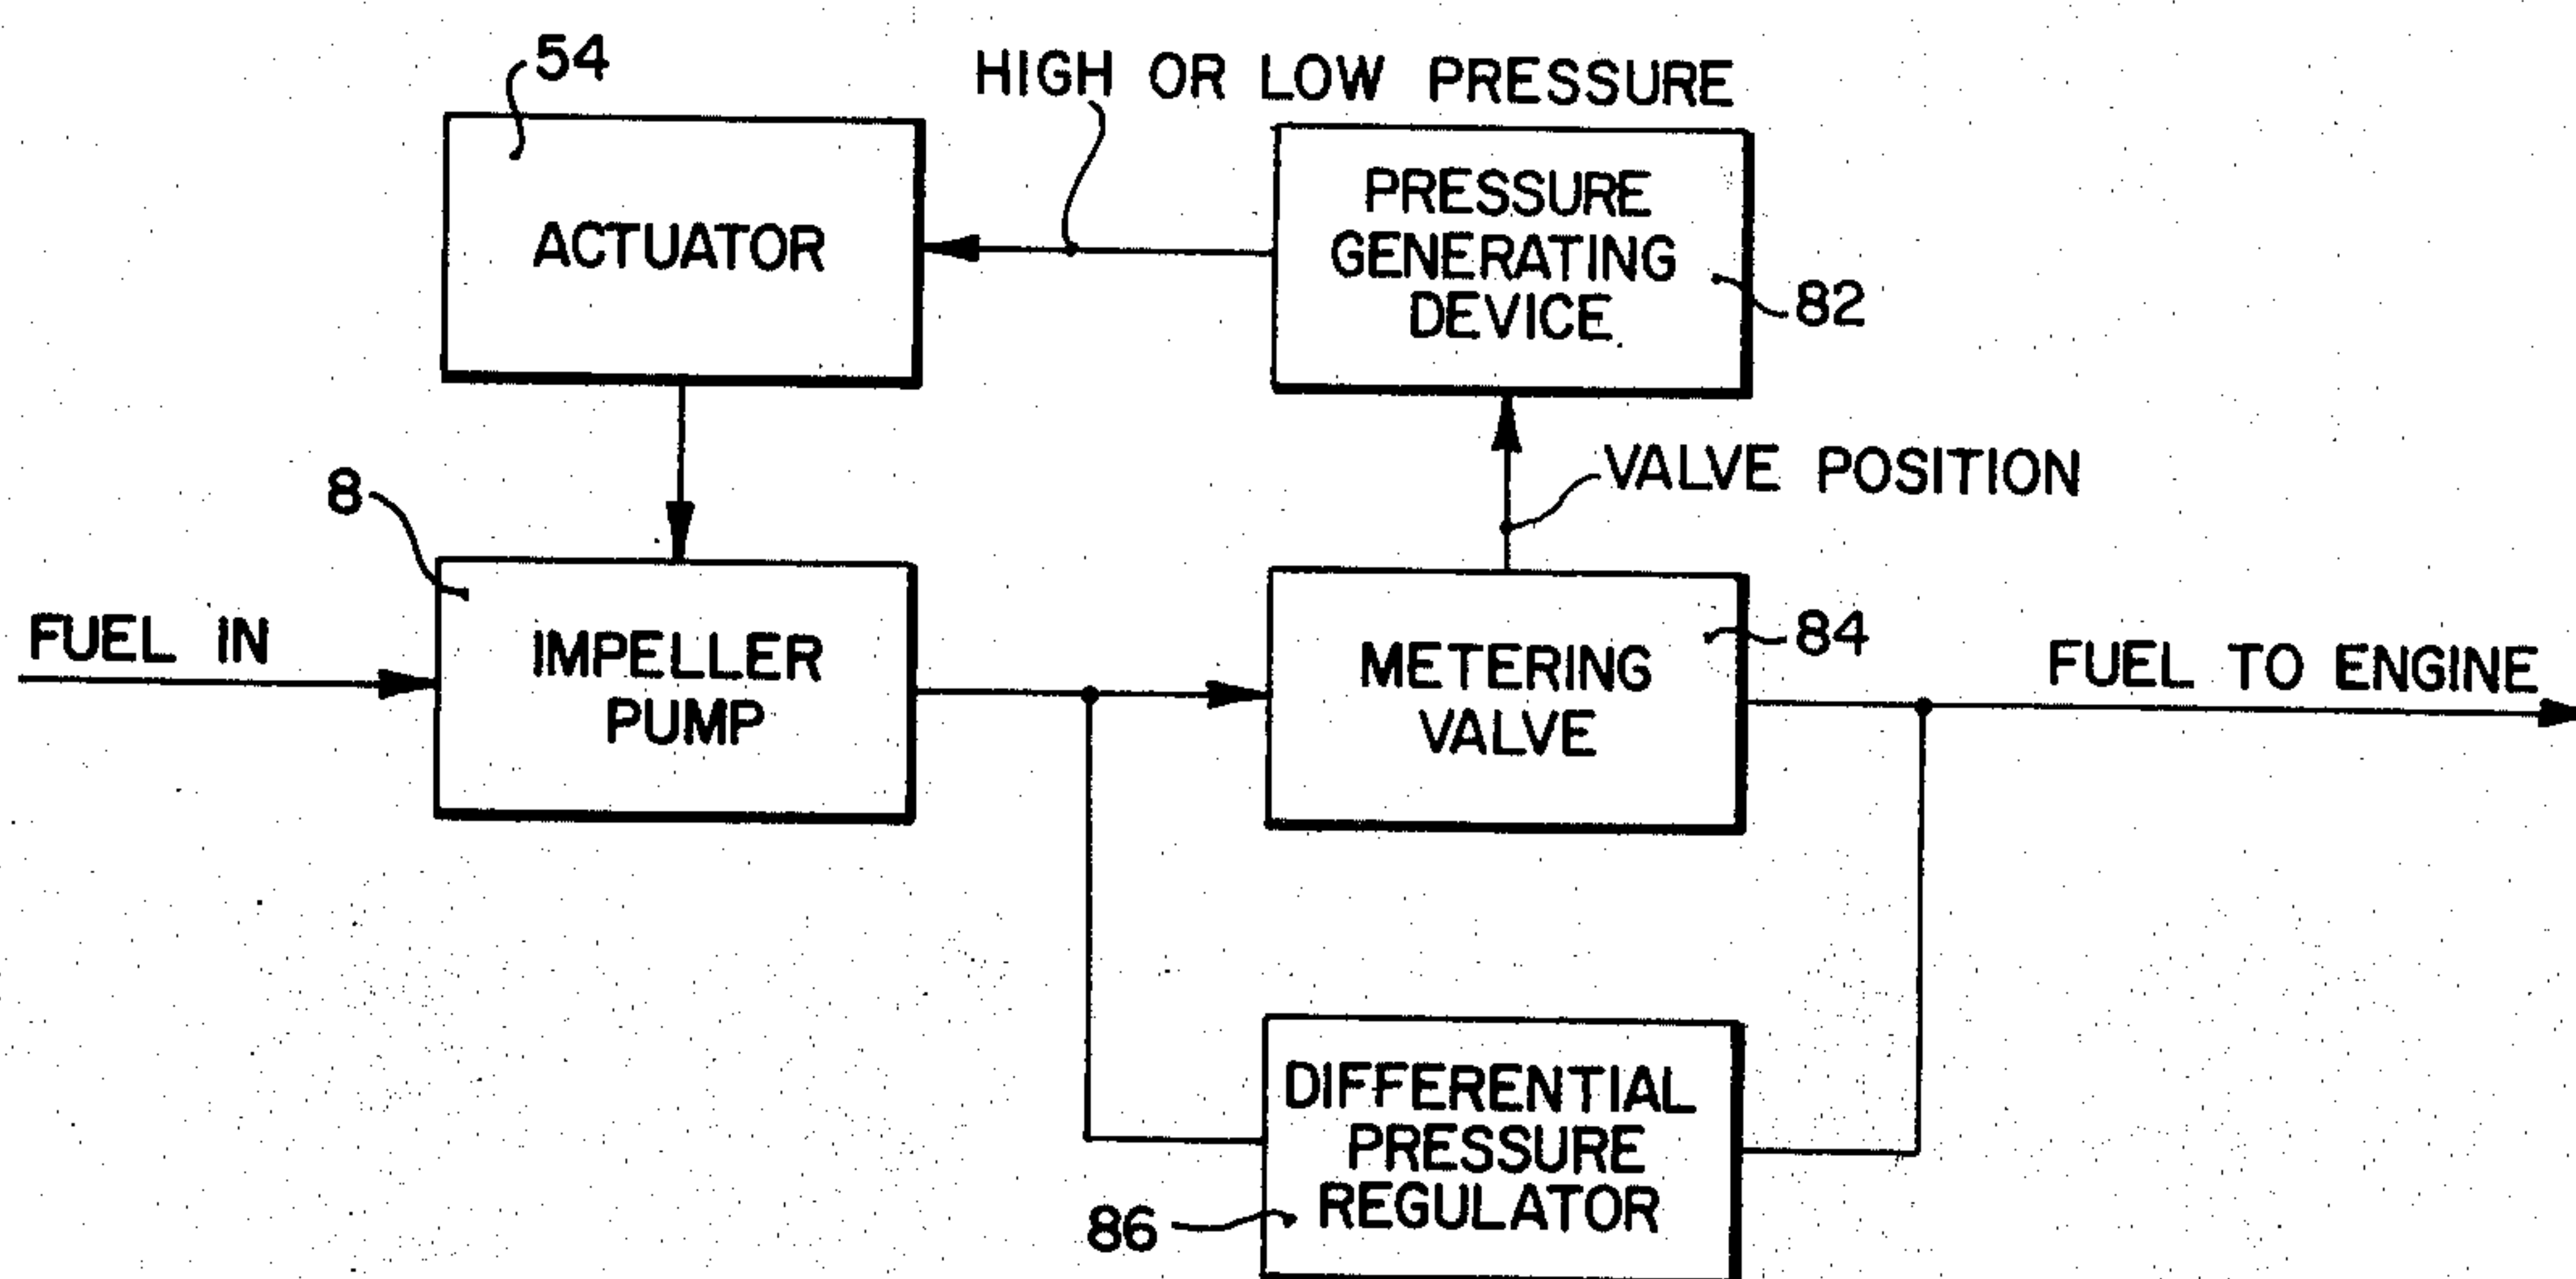 54
HIGH OR LOW PRESSURE
ACTUATOR
PRESSURE
GENERATING
DEVICE
82
VALVE POSITION
8
FUEL IN
IMPELLER
PUMP
METERING
VALVE
84
FUEL TO ENGINE
DIFFERENTIAL
PRESSURE
REGULATOR
86